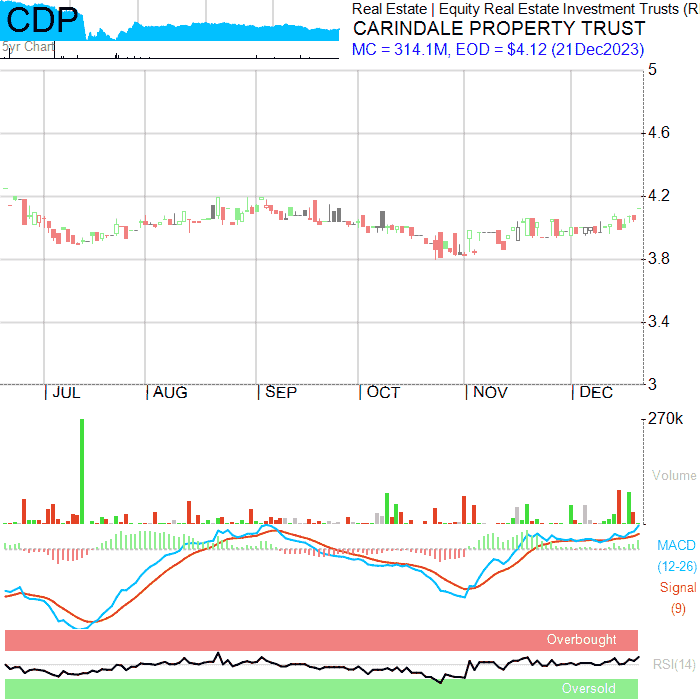 CDP
5yr Chart
Real Estate | Equity Real Estate Investment Trusts (R
CARINDALE PROPERTY TRUST
MC = 314.1M, EOD = $4.12 (21Dec2023)
5
4.6
4.2
3.8
3.4
3
JUL AUG SEP OCT NOV DEC
270k
Volume
MACD
(12-26)
Signal
(9)
Overbought
RSI(14)
Oversold